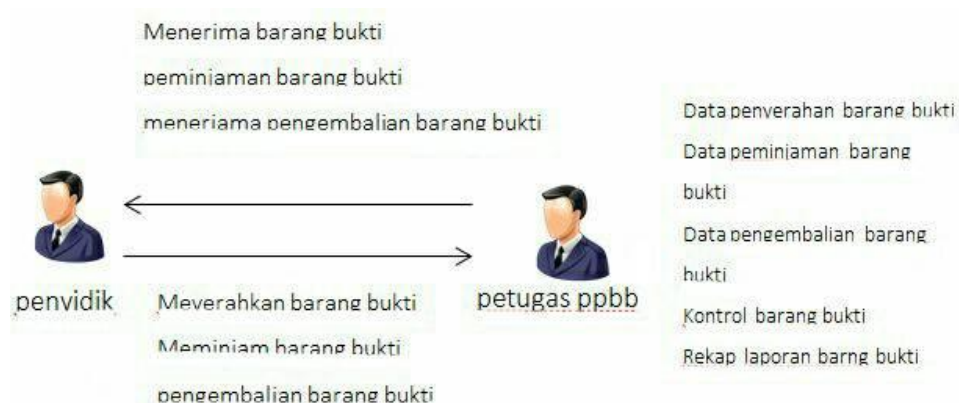 Menerima barang bukti
peminjaman barang bukti
meneriama pengembalian barang bukti
penyidik
Meyerahkan barang bukti
Meminjam barang bukti
pengembalian barang bukti
petugas ppbb
Data penyerahan barang bukti
Data peminjaman barang
bukti
Data pengembalian barang
bukti
Kontrol barang bukti
Rekap laporan barng bukti